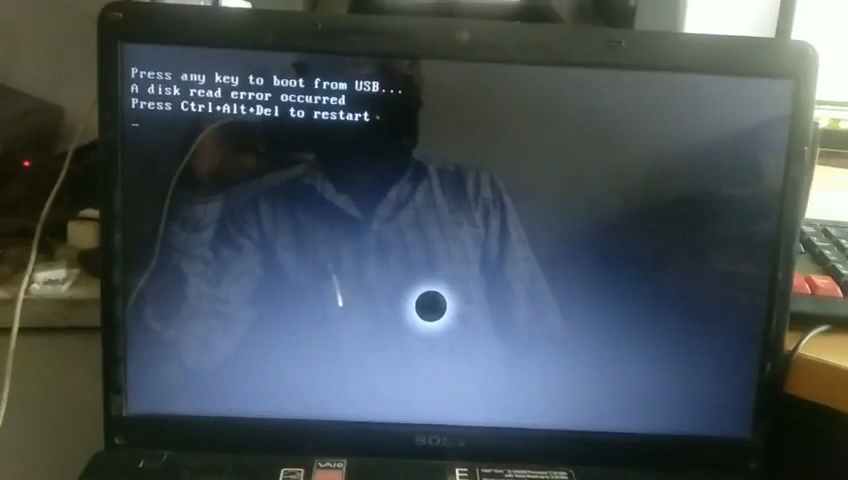 Press any key to boot from USB...
A disk read error occurred
Press Ctrl+Alt+Del to restart
SONY
VAIO